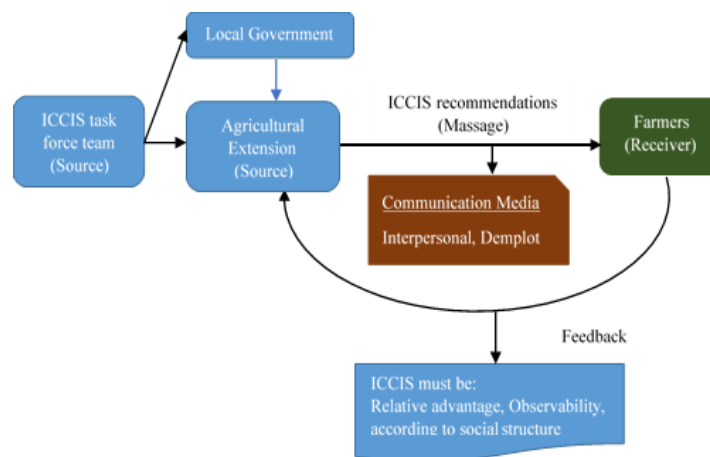 Local Government
ICCIS task
force team
(Source)
Agricultural
Extension
(Source)
ICCIS recommendations
(Massage)
Farmers
(Receiver)
Communication Media
Interpersonal, Demplot
Feedback
ICCIS must be:
Relative advantage, Observability,
according to social structure